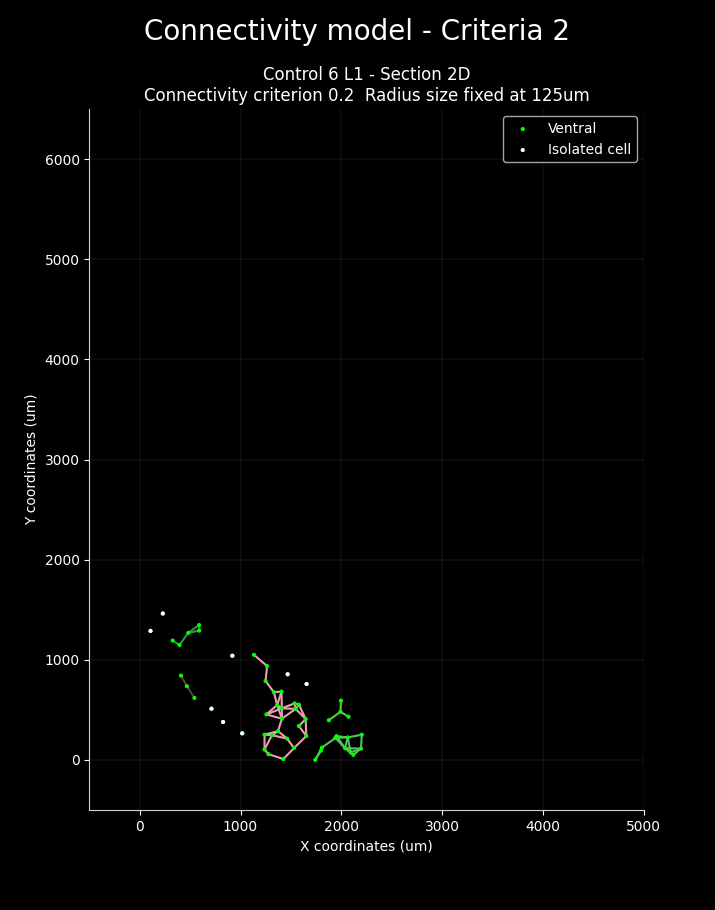 Connectivity model - Criteria 2
Control 6 L1 - Section 2D
Connectivity criterion 0.2  Radius size fixed at 125um
Ventral
Isolated cell
6000
5000
4000
3000
2000
1000
0
Y coordinates (um)
0 1000 2000 3000 4000 5000
X coordinates (um)